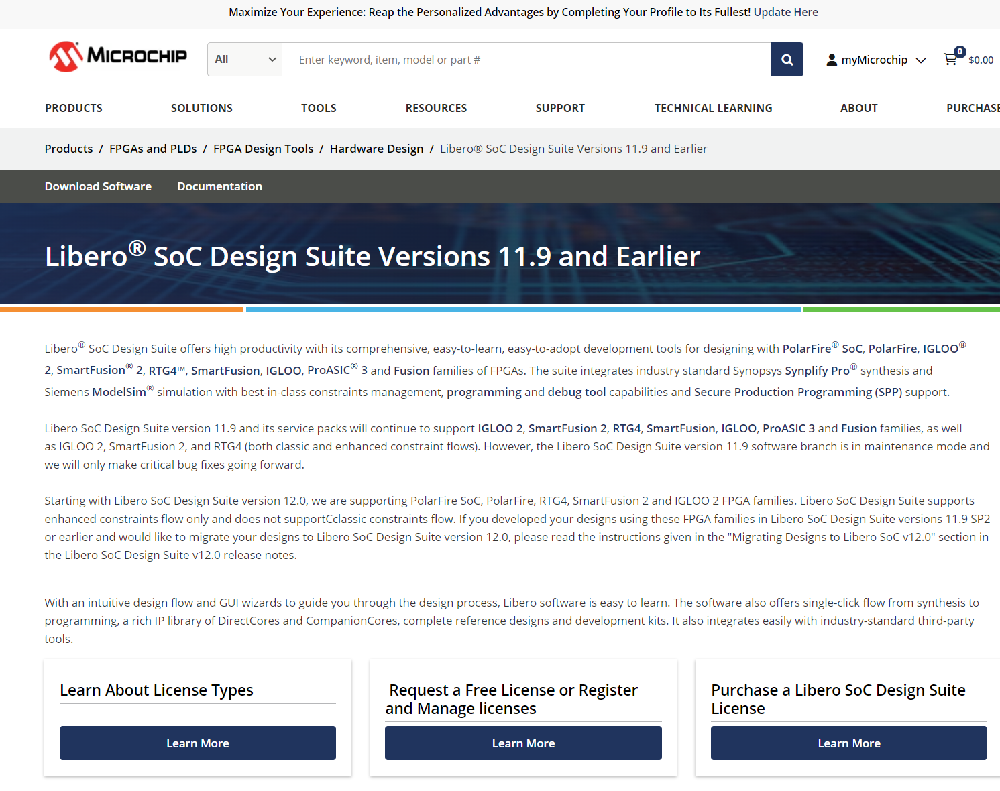 Maximize Your Experience: Reap the Personalized Advantages by Completing Your Profile to Its Fullest! Update Here
MICROCHIP
All
Enter keyword, item, model or part #
myMicrochip
0
$0.00
PRODUCTS SOLUTIONS TOOLS RESOURCES SUPPORT TECHNICAL LEARNING ABOUT PURCHASE
Products / FPGAs and PLDs / FPGA Design Tools / Hardware Design / Libero® SoC Design Suite Versions 11.9 and Earlier
Download Software Documentation
Libero® SoC Design Suite Versions 11.9 and Earlier
Libero® SoC Design Suite offers high productivity with its comprehensive, easy-to-learn, easy-to-adopt development tools for designing with PolarFire® SoC, PolarFire, IGLOO®
2, SmartFusion® 2, RTG4™, SmartFusion, IGLOO, ProASIC® 3 and Fusion families of FPGAs. The suite integrates industry standard Synopsys Synplify Pro® synthesis and
Siemens ModelSim® simulation with best-in-class constraints management, programming and debug tool capabilities and Secure Production Programming (SPP) support.
Libero SoC Design Suite version 11.9 and its service packs will continue to support IGLOO 2, SmartFusion 2, RTG4, SmartFusion, IGLOO, ProASIC 3 and Fusion families, as well
as IGLOO 2, SmartFusion 2, and RTG4 (both classic and enhanced constraint flows). However, the Libero SoC Design Suite version 11.9 software branch is in maintenance mode and
we will only make critical bug fixes going forward.
Starting with Libero SoC Design Suite version 12.0, we are supporting PolarFire SoC, PolarFire, RTG4, SmartFusion 2 and IGLOO 2 FPGA families. Libero SoC Design Suite supports
enhanced constraints flow only and does not supportCclassic constraints flow. If you developed your designs using these FPGA families in Libero SoC Design Suite versions 11.9 SP2
or earlier and would like to migrate your designs to Libero SoC Design Suite version 12.0, please read the instructions given in the "Migrating Designs to Libero SoC v12.0" section in
the Libero SoC Design Suite v12.0 release notes.
With an intuitive design flow and GUI wizards to guide you through the design process, Libero software is easy to learn. The software also offers single-click flow from synthesis to
programming, a rich IP library of DirectCores and CompanionCores, complete reference designs and development kits. It also integrates easily with industry-standard third-party
tools.
Learn About License Types
Learn More
Request a Free License or Register
and Manage licenses
Learn More
Purchase a Libero SoC Design Suite
License
Learn More